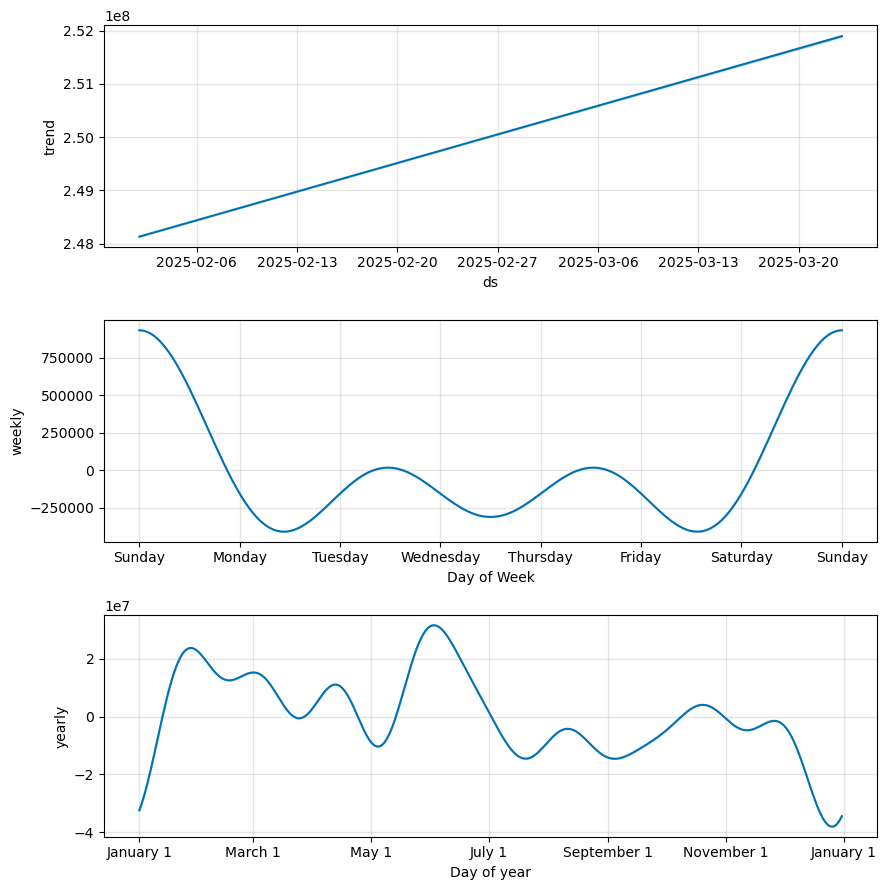 1e8
2.52
2.51
2.50
2.49
2.48
trend
2025-02-06 2025-02-13 2025-02-20 2025-02-27 2025-03-06 2025-03-13 2025-03-20
ds
750000
500000
250000
0
−250000
weekly
Sunday Monday Tuesday Wednesday Thursday Friday Saturday Sunday
Day of Week
1e7
2
0
−2
−4
yearly
January 1 March 1 May 1 July 1 September 1 November 1 January 1
Day of year